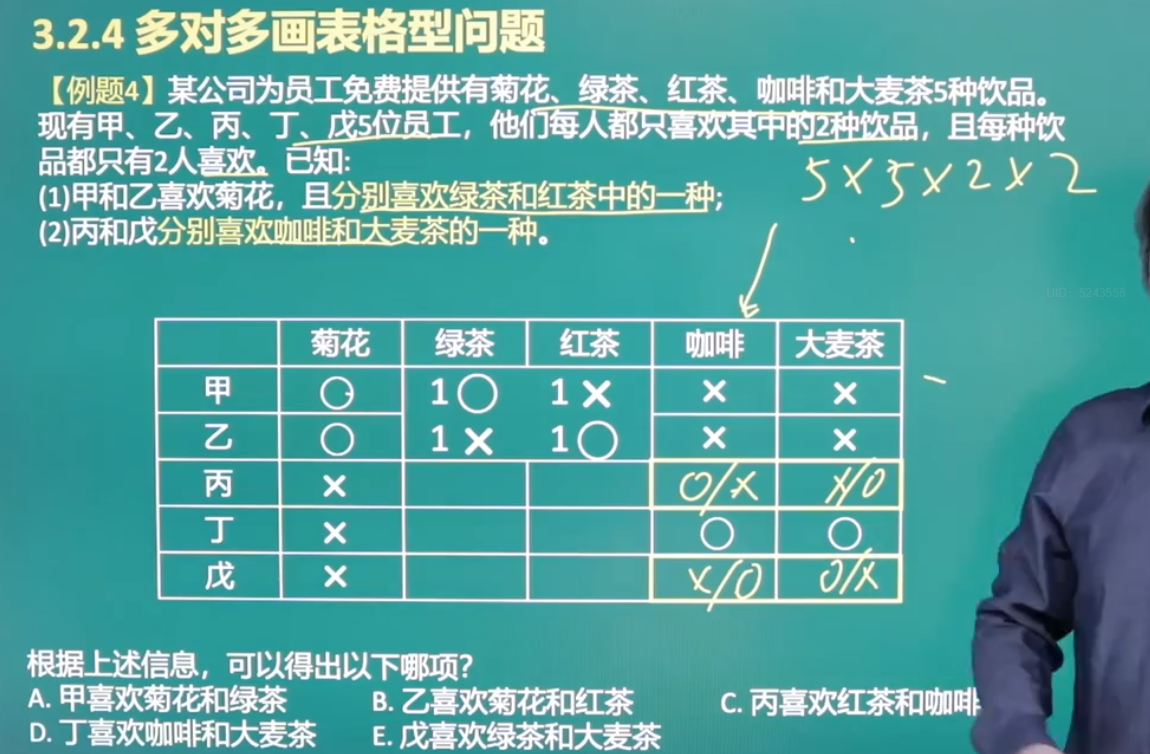 3.2.4 多对多画表格型问题
【例题4】某公司为员工免费提供有菊花、绿茶、红茶、咖啡和大麦茶5种饮品。
现有甲、乙、丙、丁、戊5位员工，他们每人都只喜欢其中的2种饮品，且每种饮
品都只有2人喜欢。已知:
5×5×2×2
(1)甲和乙喜欢菊花，且分别喜欢绿茶和红茶中的一种;
(2)丙和戊分别喜欢咖啡和大麦茶的一种。
UID: 5243558
菊花 绿茶 红茶 咖啡 大麦茶
甲 ○ 1○ 1× × ×
乙 ○ 1× 1○ × ×
丙 × O/× ×/O
丁 × ○ ○
戊 × ×/O O/×
根据上述信息，可以得出以下哪项?
A. 甲喜欢菊花和绿茶 B. 乙喜欢菊花和红茶 C. 丙喜欢红茶和咖啡
D. 丁喜欢咖啡和大麦茶 E. 戊喜欢绿茶和大麦茶